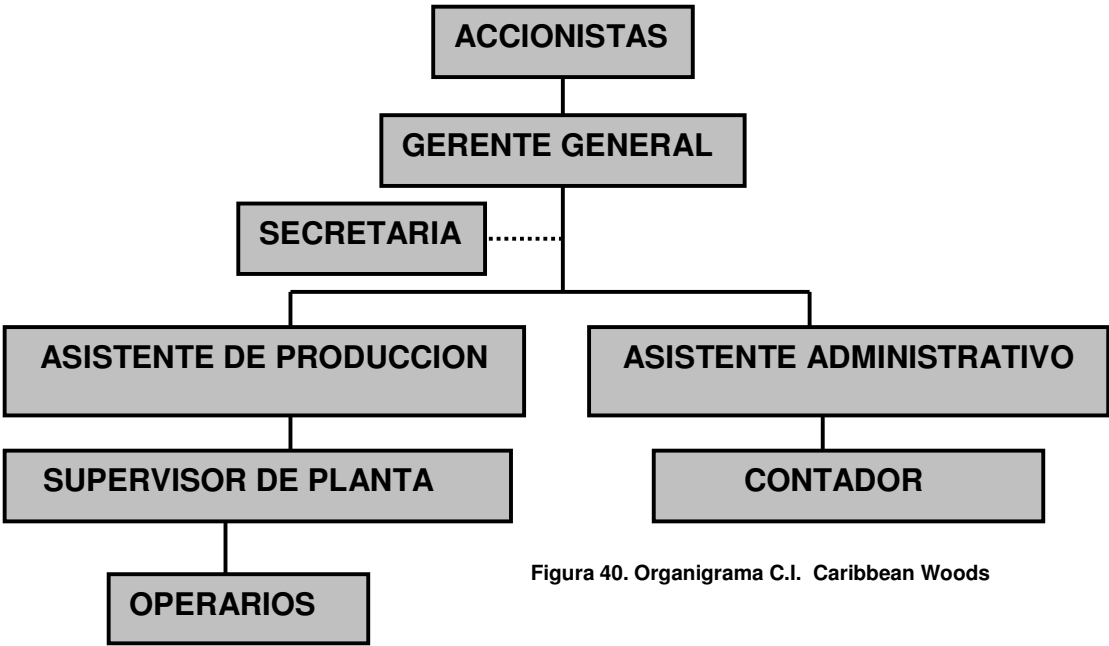 ACCIONISTAS
GERENTE GENERAL
SECRETARIA
ASISTENTE DE PRODUCCION
ASISTENTE ADMINISTRATIVO
SUPERVISOR DE PLANTA
CONTADOR
Figura 40. Organigrama C.I. Caribbean Woods
OPERARIOS